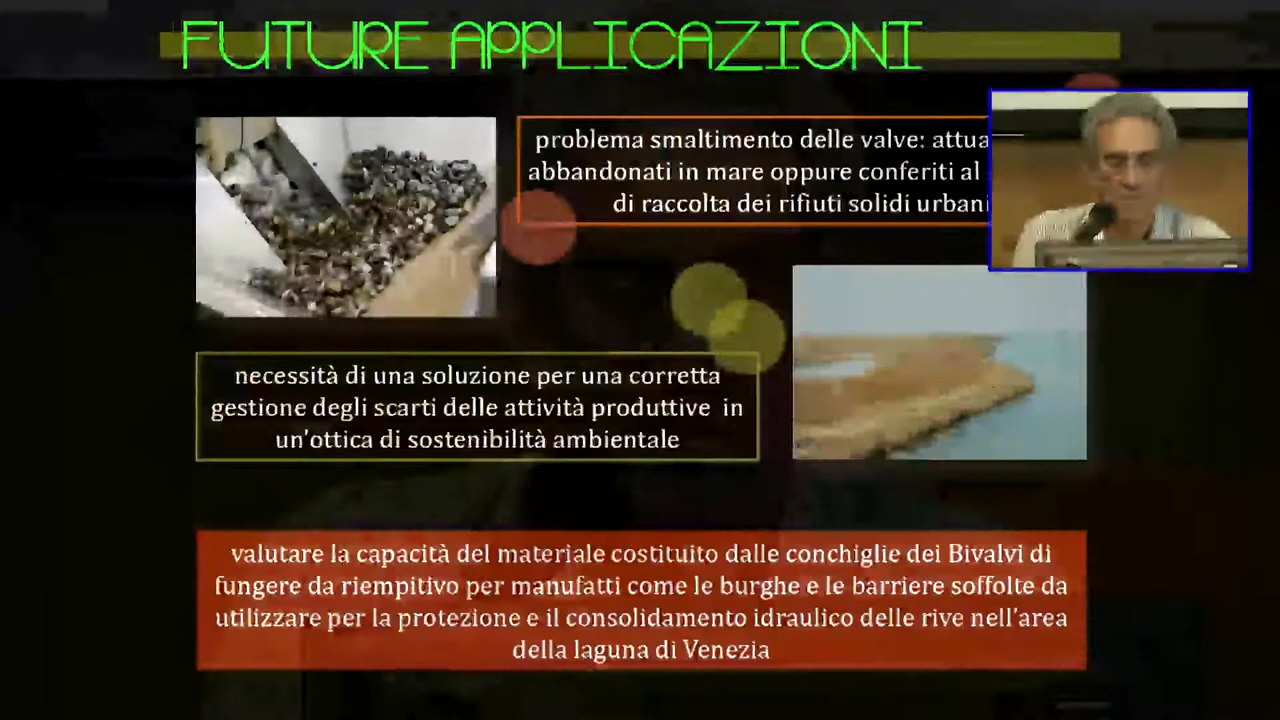 FUTURE APPLICAZIONI
problema smaltimento delle valve:
abbandonati in mare oppure conferiti al
di raccolta dei rifiuti solidi urbani
necessità di una soluzione per una corretta
gestione degli scarti delle attività produttive in
un'ottica di sostenibilità ambientale
valutare la capacità del materiale costituito dalle conchiglie dei Bivalvi di
fungere da riempitivo per manufatti come le burghe e le barriere soffolte da
utilizzare per la protezione e il consolidamento idraulico delle rive nell'area
della laguna di Venezia